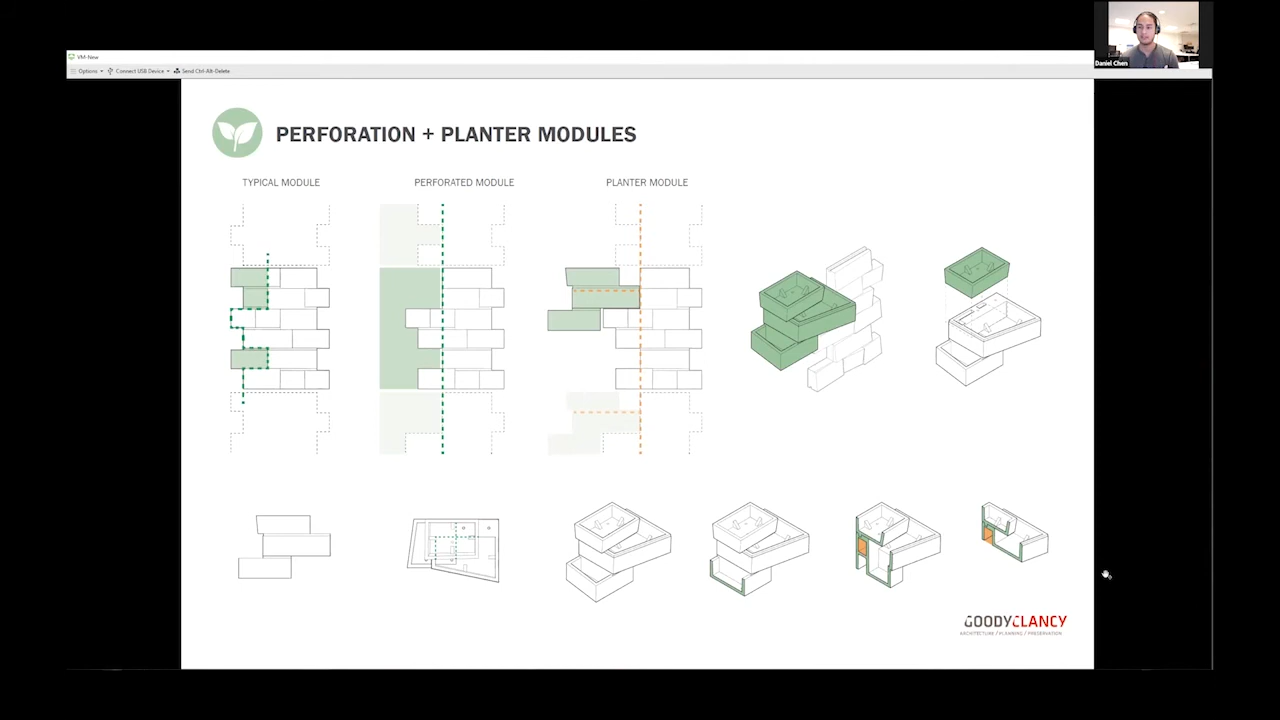 Daniel Chen
VM-New
Options
Connect USB Device
Send Ctrl-Alt-Delete
PERFORATION + PLANTER MODULES
TYPICAL MODULE
PERFORATED MODULE
PLANTER MODULE
GOODYCLANCY
ARCHITECTURE / PLANNING / PRESERVATION